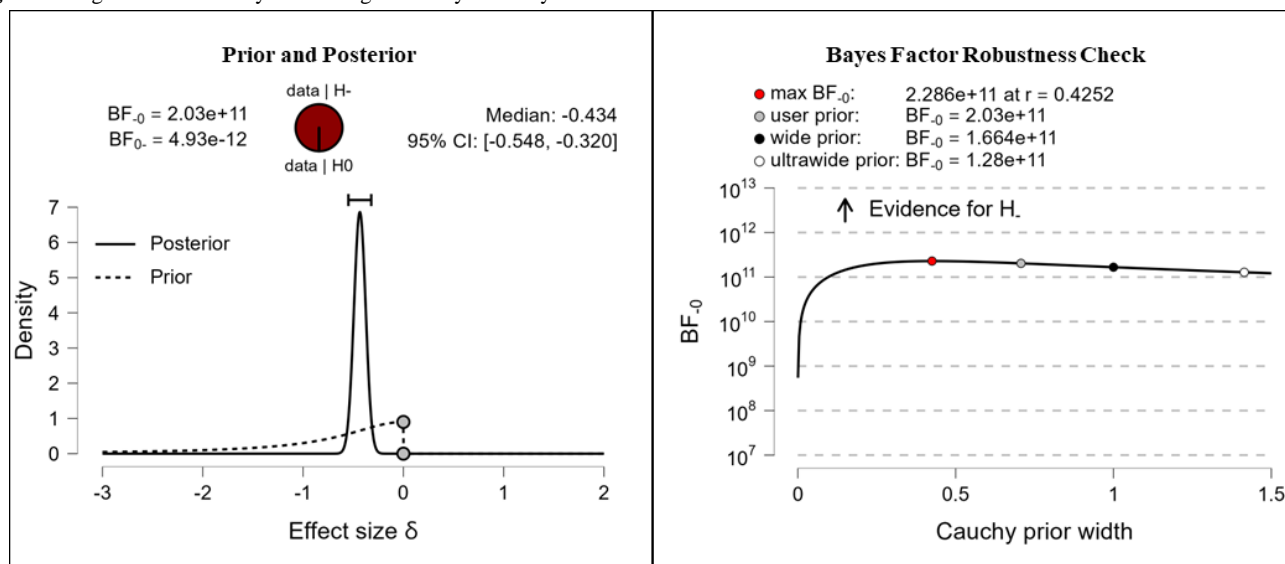 Prior and Posterior
data | H-
BF-0 = 2.03e+11
BF0- = 4.93e-12
Median: -0.434
95% CI: [-0.548, -0.320]
data | H0
7
6
5
4
3
2
1
0
Density
Posterior
Prior
-3
-2
-1
0
1
2
Effect size δ
Bayes Factor Robustness Check
max BF-0: 2.286e+11 at r = 0.4252
user prior: BF-0 = 2.03e+11
wide prior: BF-0 = 1.664e+11
ultrawide prior: BF-0 = 1.28e+11
10^13
10^12
10^11
10^10
10^9
10^8
10^7
BF-0
Evidence for H-
0
0.5
1
1.5
Cauchy prior width